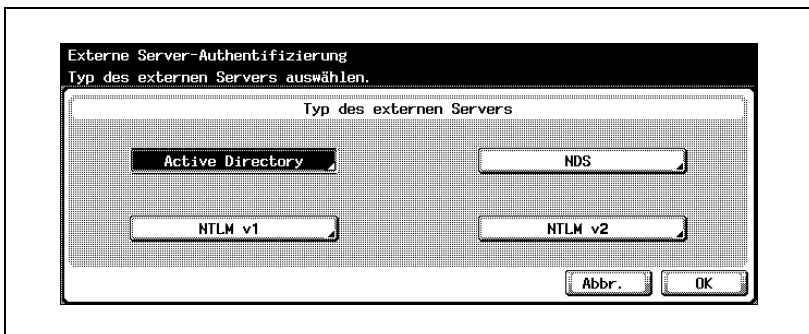 Externe Server-Authentifizierung
Typ des externen Servers auswählen.
Typ des externen Servers
Active Directory
NDS
NTLM v1
NTLM v2
Abbr.
OK